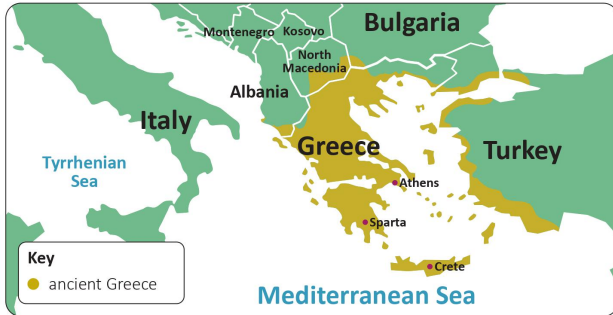 Bulgaria
Montenegro
Kosovo
North
Macedonia
Albania
Italy
Greece
Turkey
Tyrrhenian
Sea
Athens
Sparta
Key
ancient Greece
Crete
Mediterranean Sea